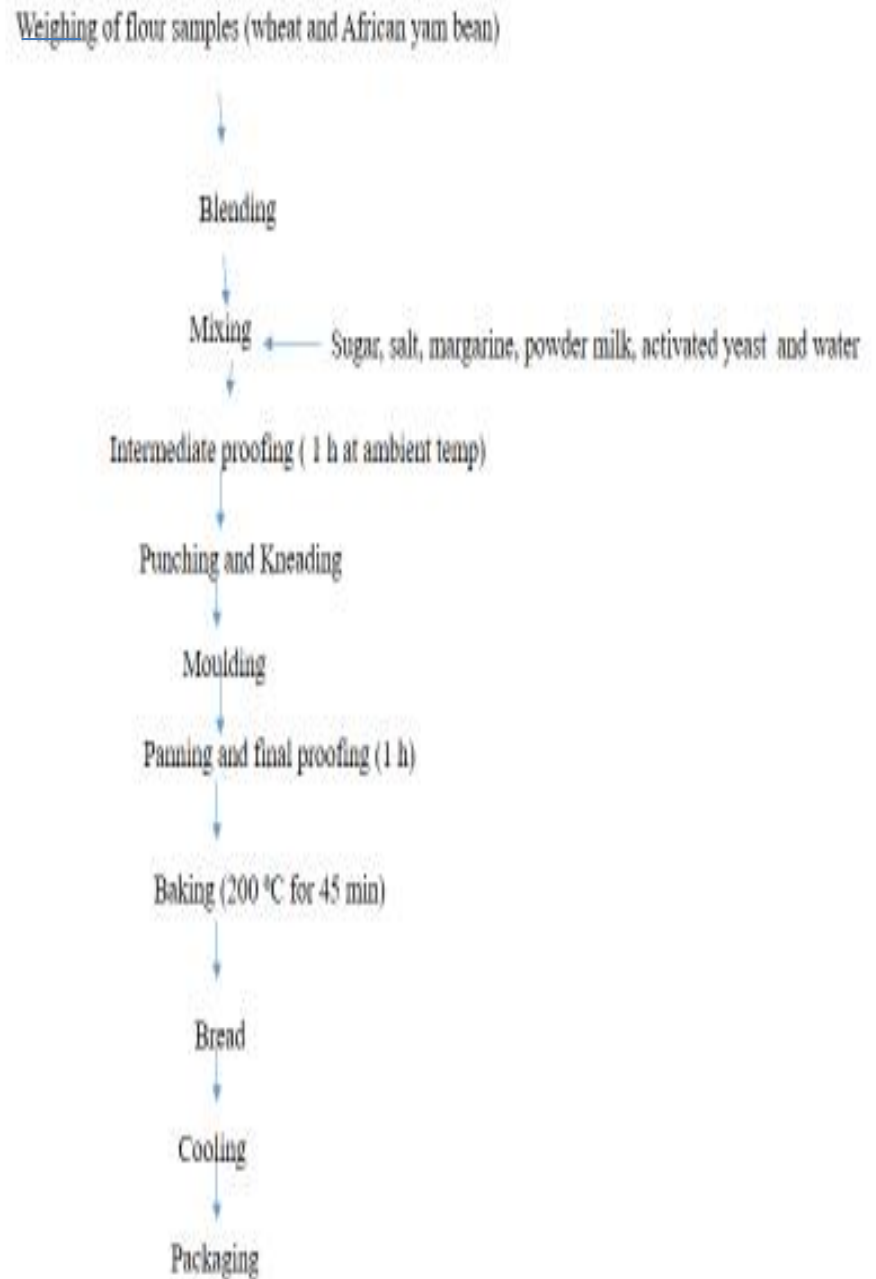 Weighing of flour samples (wheat and African yam bean)
Blending
Mixing
Sugar, salt, margarine, powder milk, activated yeast and water
Intermediate proofing ( 1 h at ambient temp)
Punching and Kneading
Moulding
Panning and final proofing (1 h)
Baking (200 °C for 45 min)
Bread
Cooling
Packaging